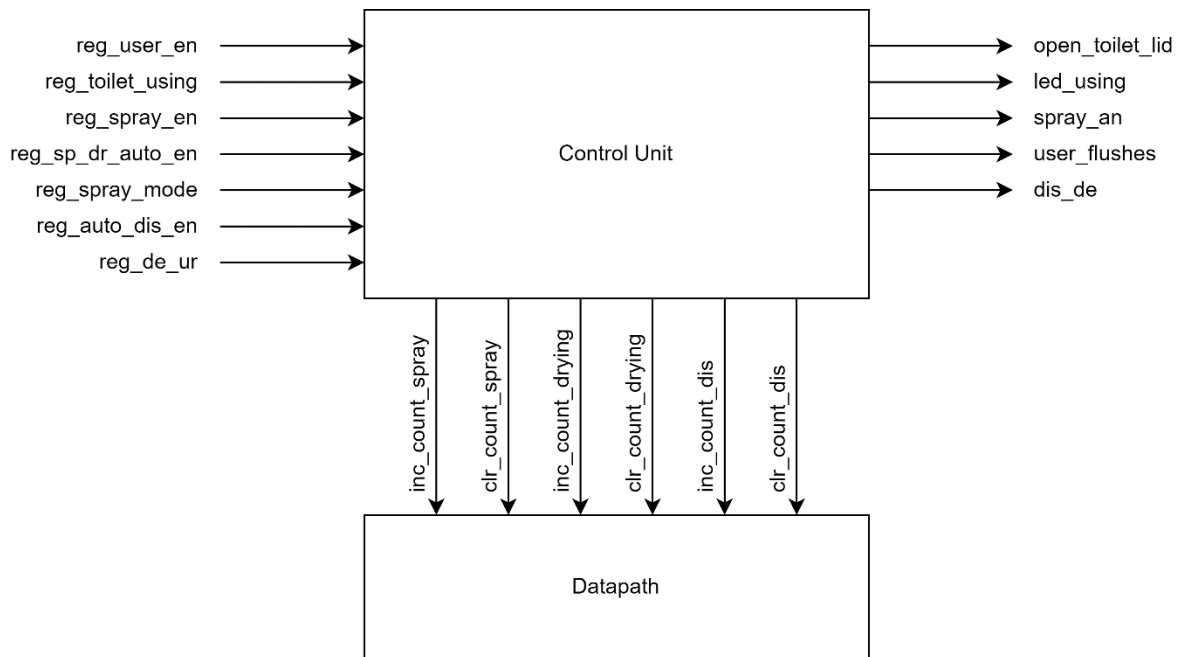 reg_user_en
reg_toilet_using
reg_spray_en
reg_sp_dr_auto_en
reg_spray_mode
reg_auto_dis_en
reg_de_ur
Control Unit
open_toilet_lid
led_using
spray_an
user_flushes
dis_de
inc_count_spray
clr_count_spray
inc_count_drying
clr_count_drying
inc_count_dis
clr_count_dis
Datapath